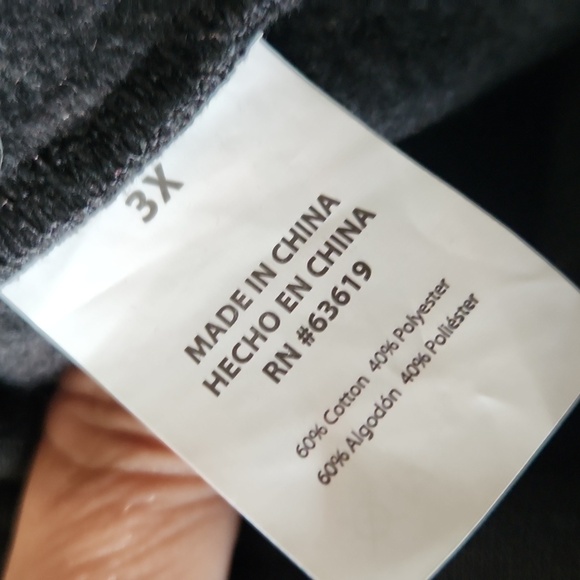 3X
MADE IN CHINA
HECHO EN CHINA
RN #63619
60% Cotton 40% Polyester
60% Algodón 40% Poliéster